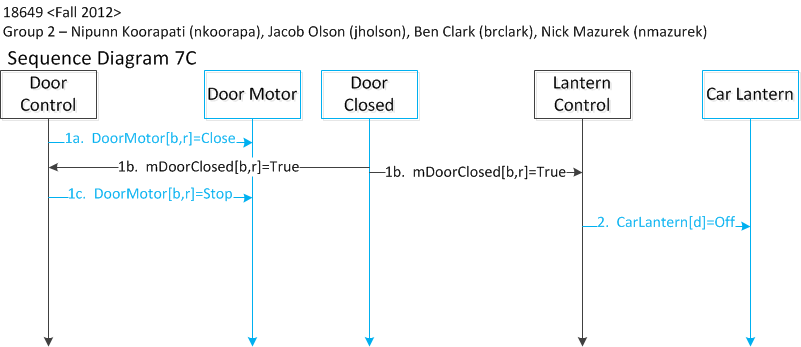 18649 <Fall 2012>
Group 2 – Nipunn Koorapati (nkoorapa), Jacob Olson (jholson), Ben Clark (brclark), Nick Mazurek (nmazurek)
Sequence Diagram 7C
Door
Control
Door Motor
Door
Closed
Lantern
Control
Car Lantern
1a. DoorMotor[b,r]=Close
1b. mDoorClosed[b,r]=True
1b. mDoorClosed[b,r]=True
1c. DoorMotor[b,r]=Stop
2. CarLantern[d]=Off